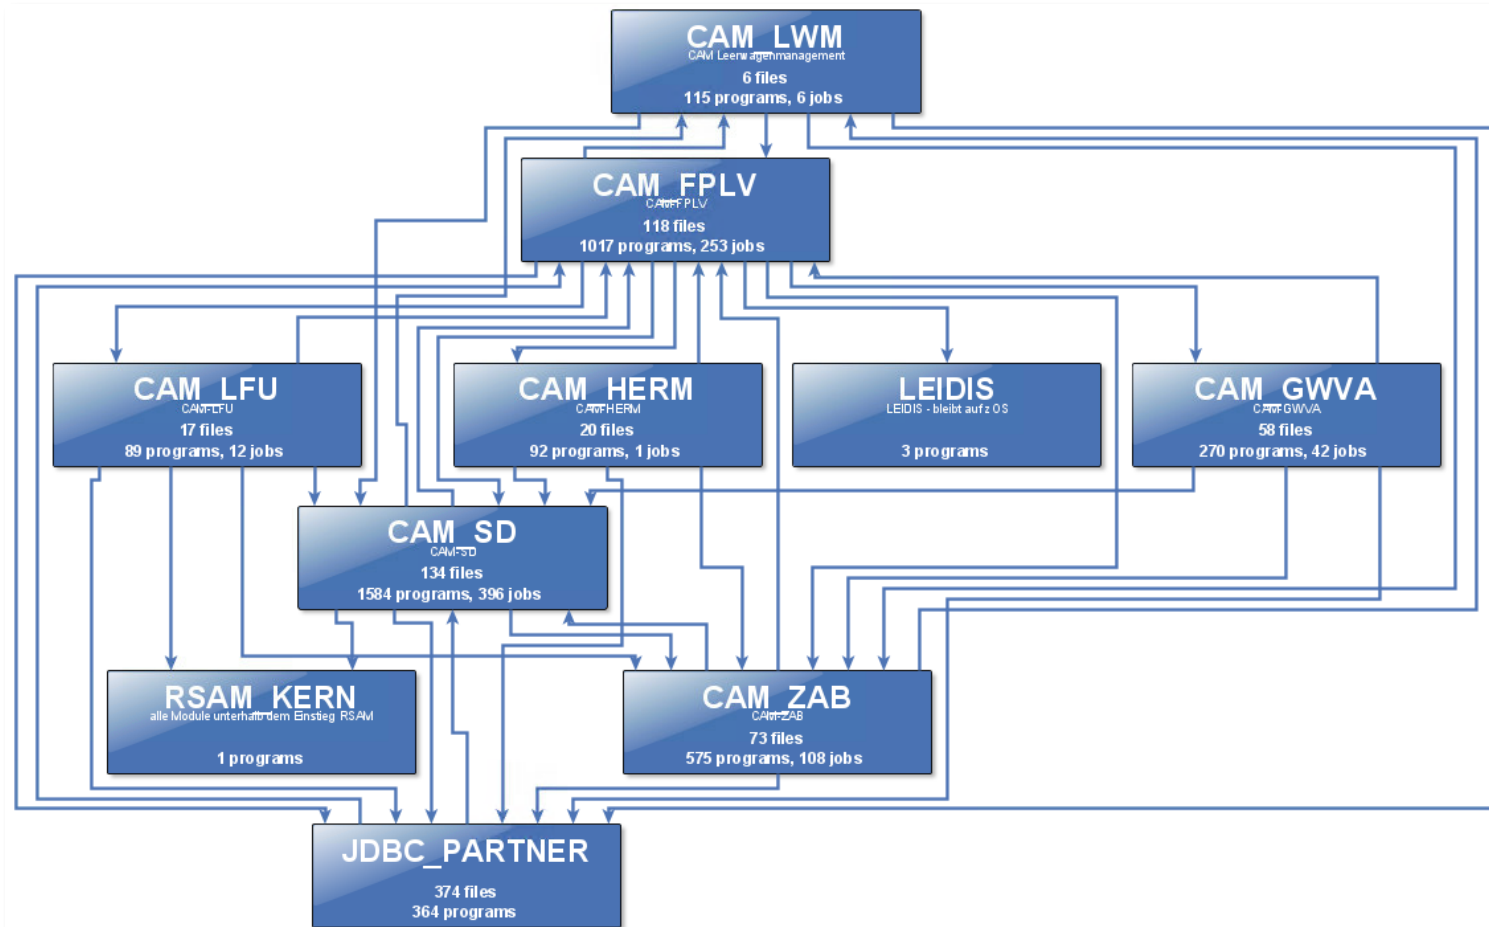 CAM_LWM
CAM Leerwagenmanagement
6 files
115 programs, 6 jobs
CAM_FPLV
CAM-FPLV
118 files
1017 programs, 253 jobs
CAM_LFU
CAM-LFU
17 files
89 programs, 12 jobs
CAM_HERM
CAM-HERM
20 files
92 programs, 1 jobs
LEIDIS
LEIDIS - bleibt auf z OS
3 programs
CAM_GWVA
CAM-GWVA
58 files
270 programs, 42 jobs
CAM_SD
CAM-SD
134 files
1584 programs, 396 jobs
RSAM_KERN
alle Module unterhalb dem Einstieg RSAM
1 programs
CAM_ZAB
CAM-ZAB
73 files
575 programs, 108 jobs
JDBC_PARTNER
374 files
364 programs